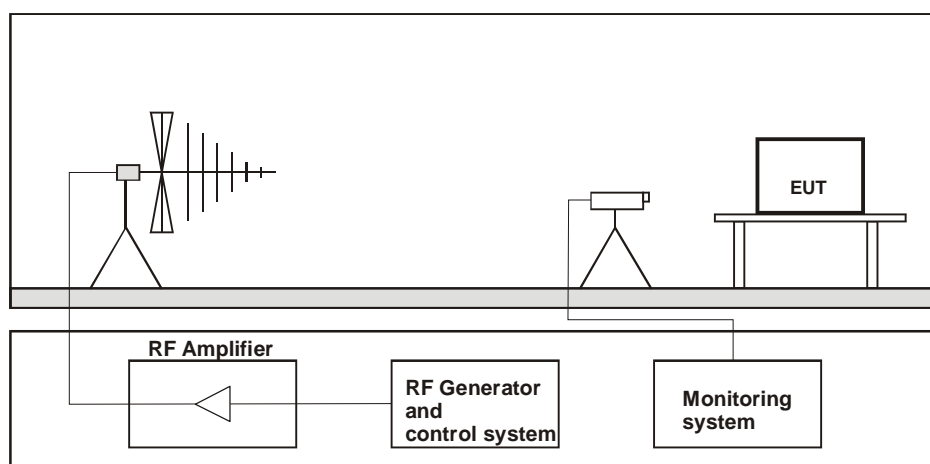 EUT
RF Amplifier
RF Generator
and
control system
Monitoring
system